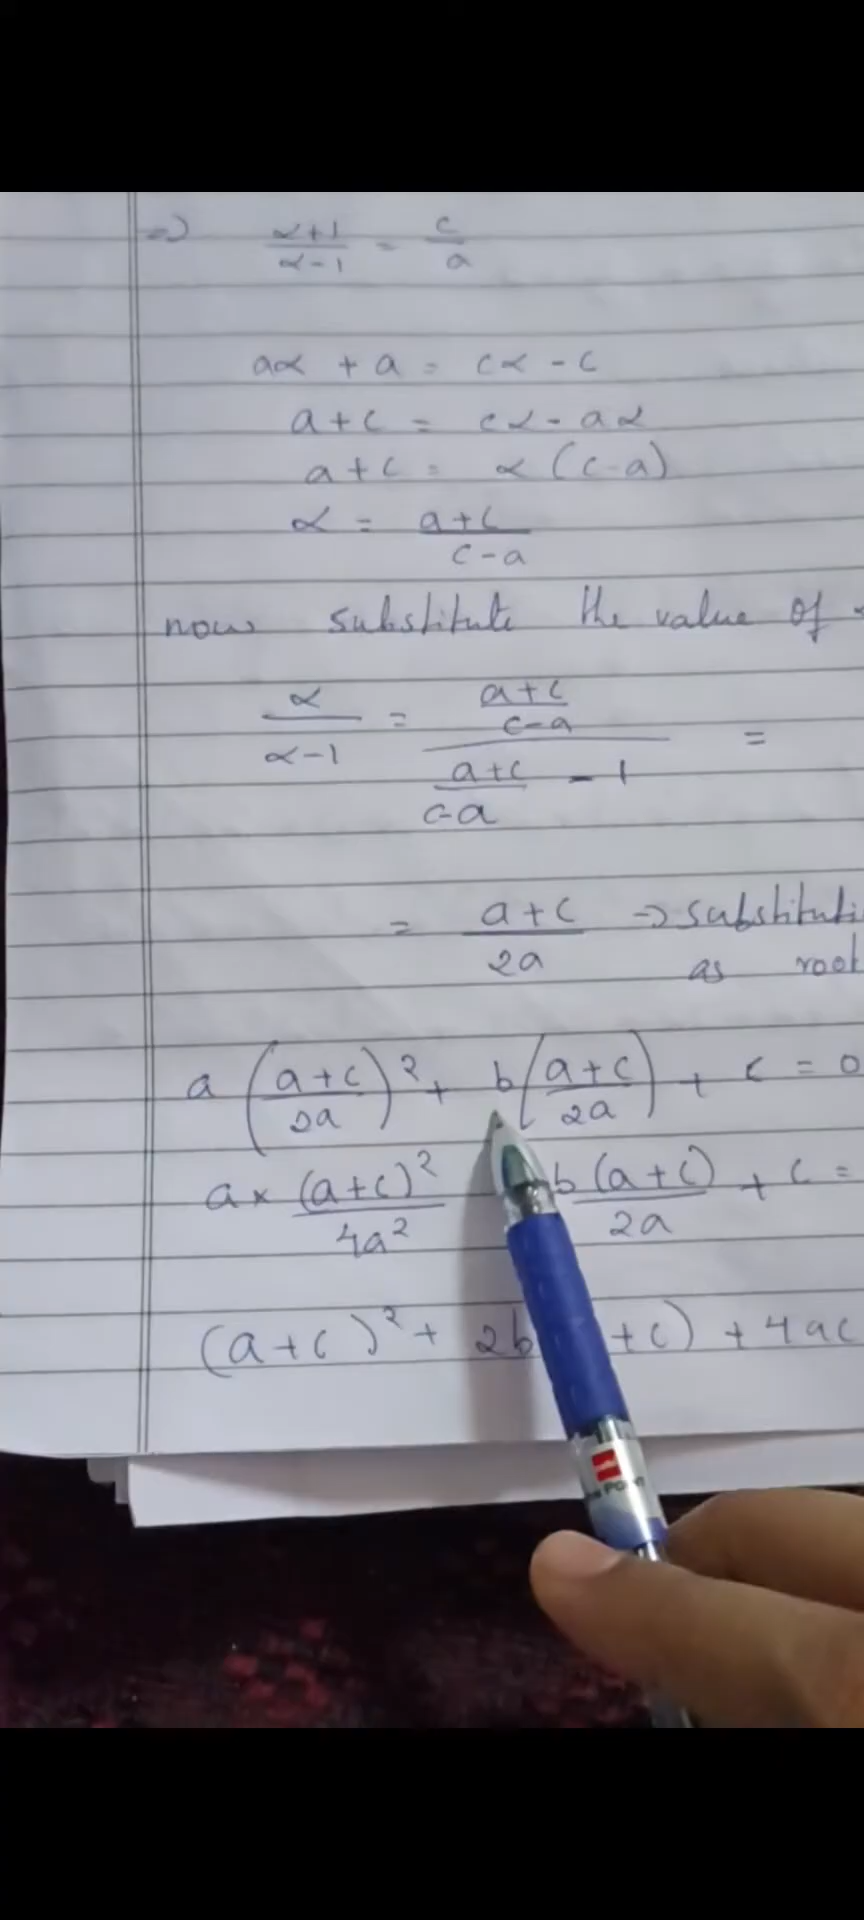 => α+1/α-1 = c/a
aα + a = cα - c
a+c = cα - aα
a+c = α(c-a)
α = a+c/c-a
now substitute the value of
α/α-1 = (a+c/c-a)/(a+c/c-a - 1) =
= a+c/2a → substituti
as root
a(a+c/2a)² + b(a+c/2a) + c = 0
a × (a+c)²/4a² b(a+c)/2a + c =
(a+c)² + 2b +c) + 4ac